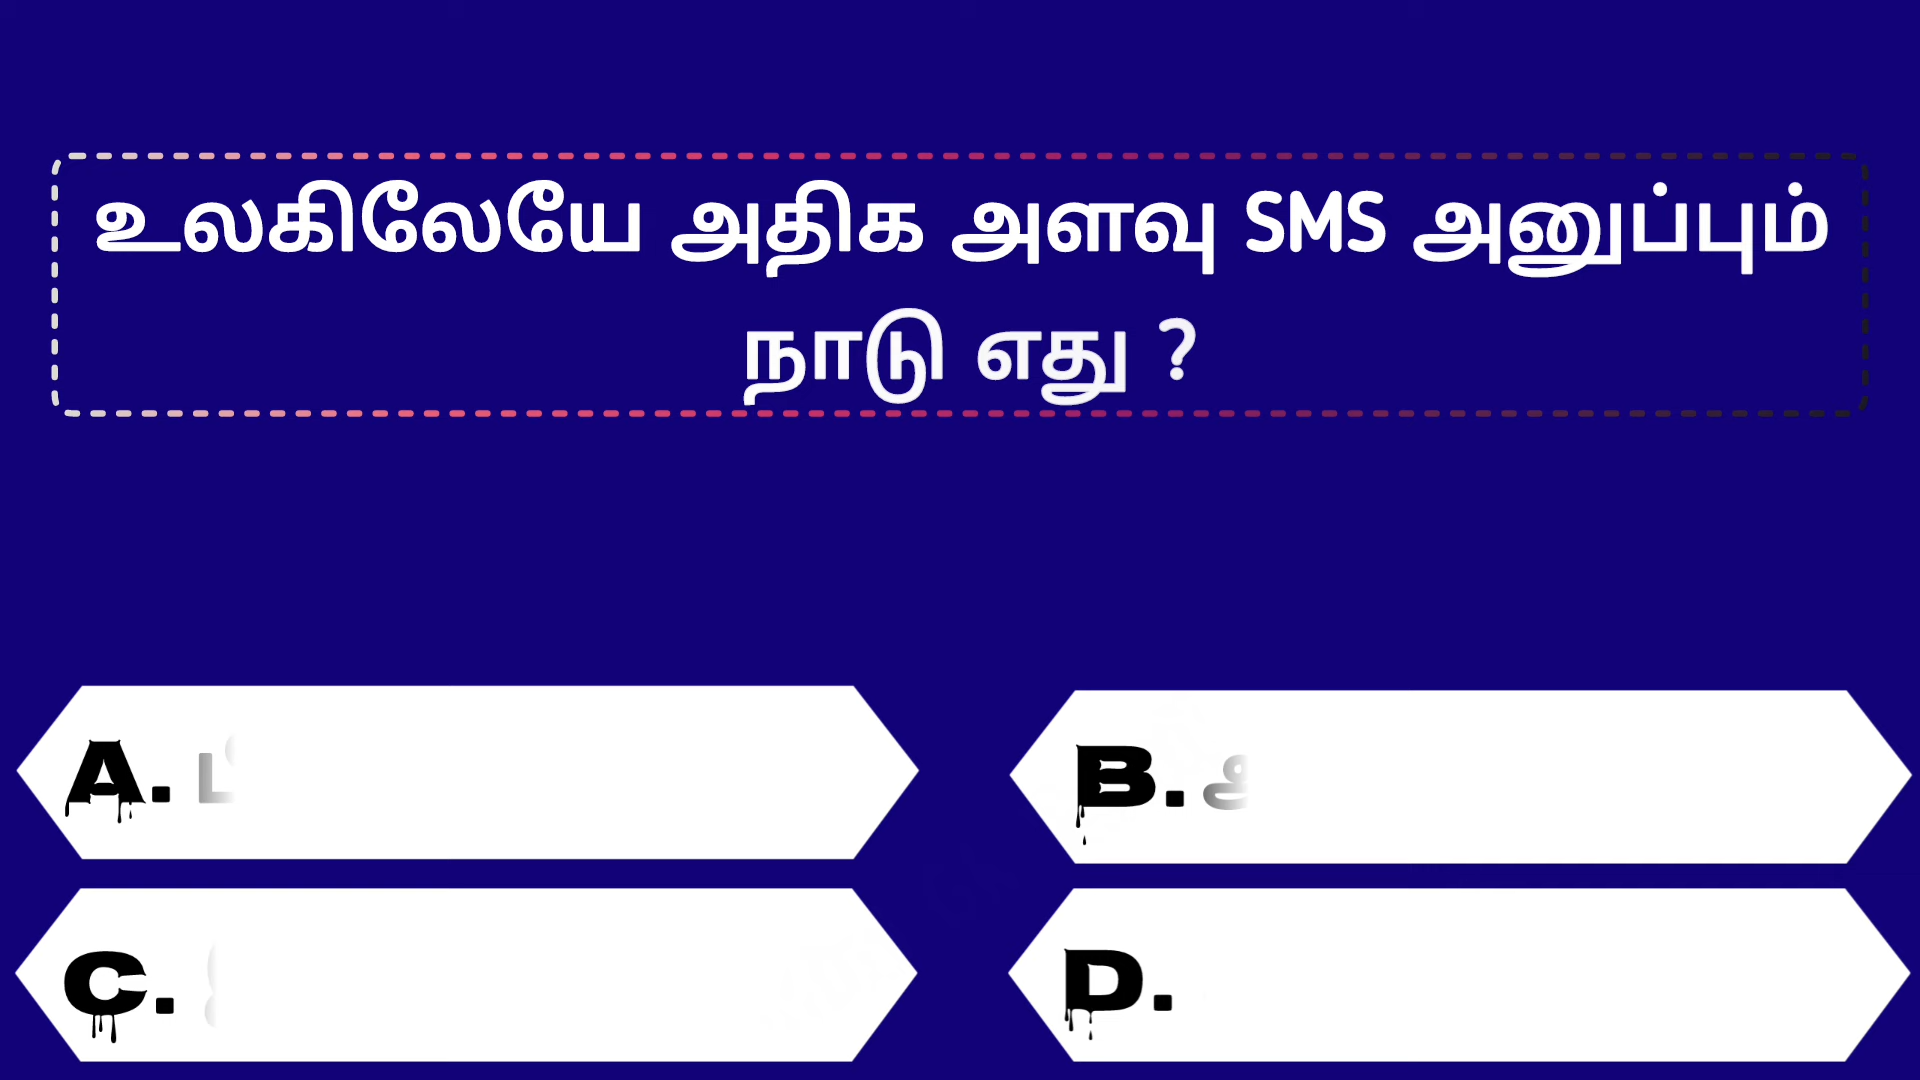 உலகிலேயே அதிக அளவு SMS அனுப்பும்
நாடு எது ?
A.
B.
C.
D.